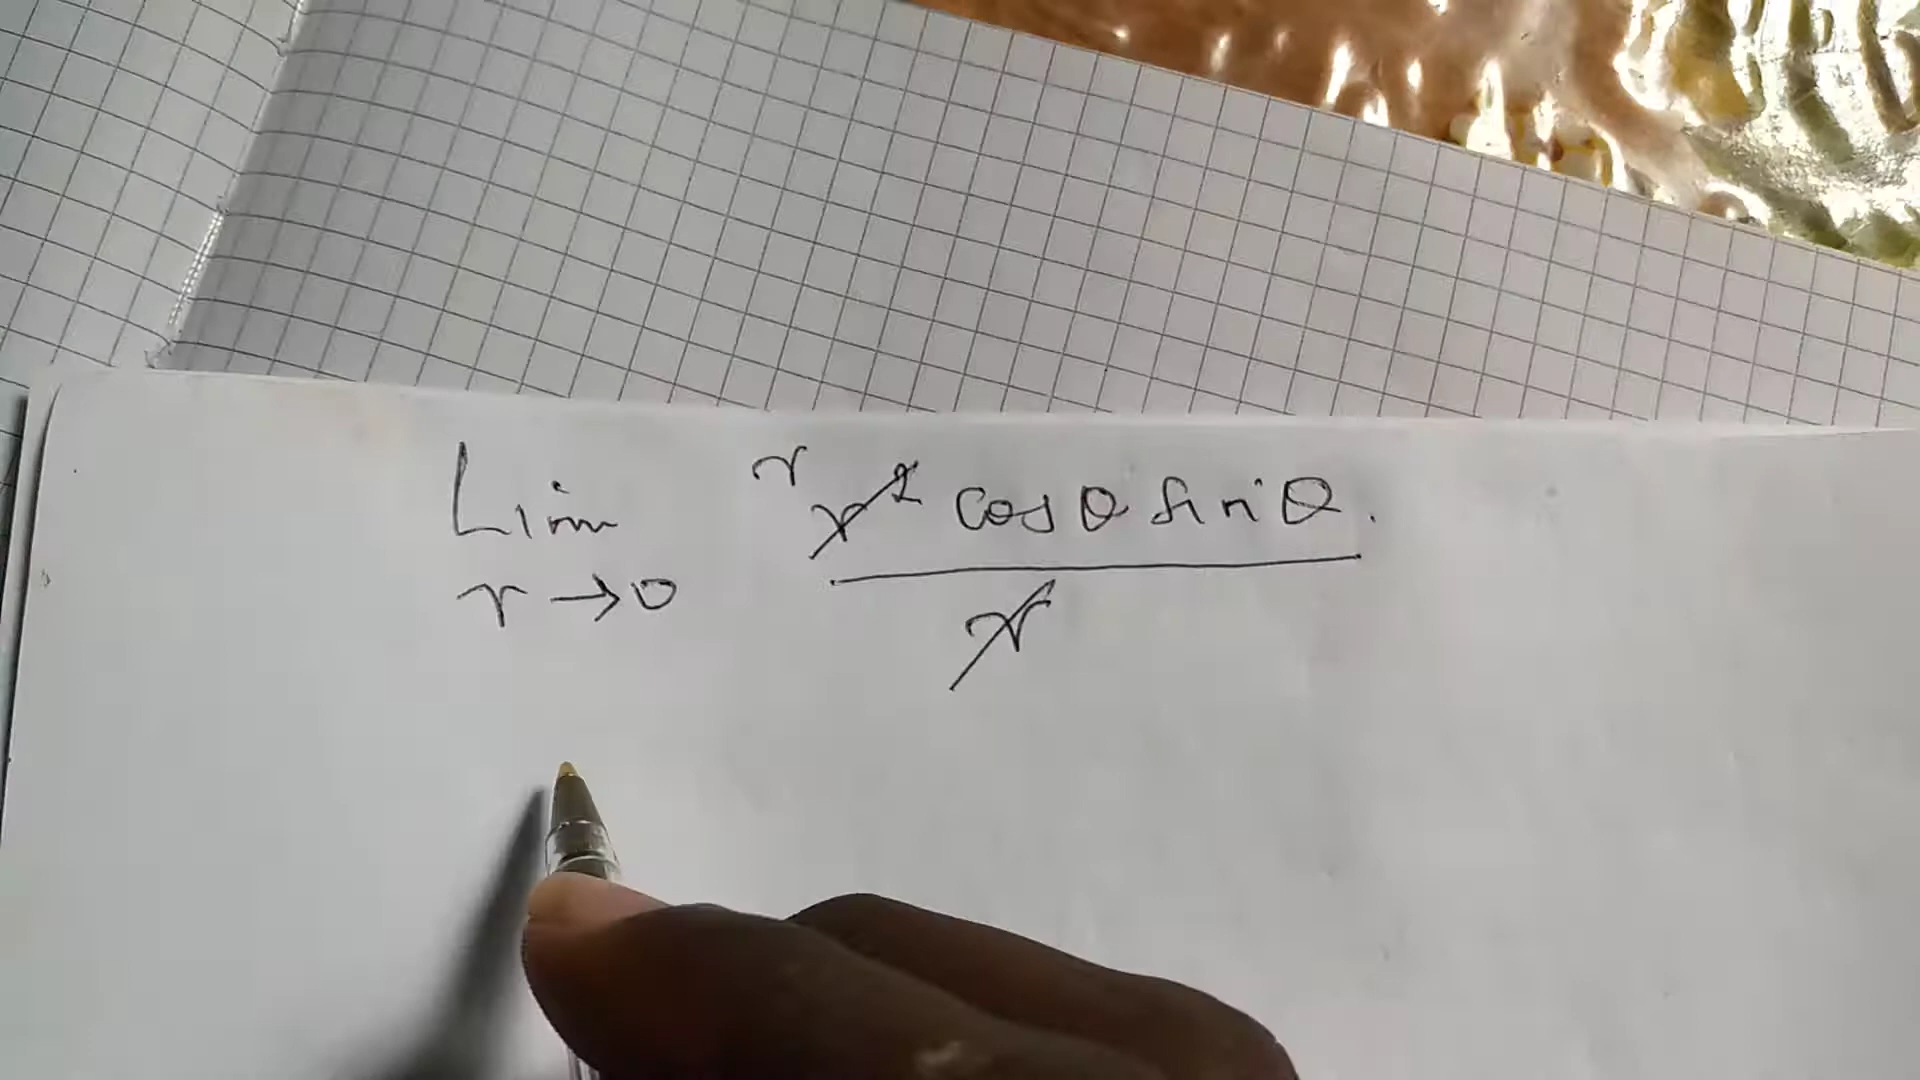 Lim r r² cosθ sinθ.
r→0 r